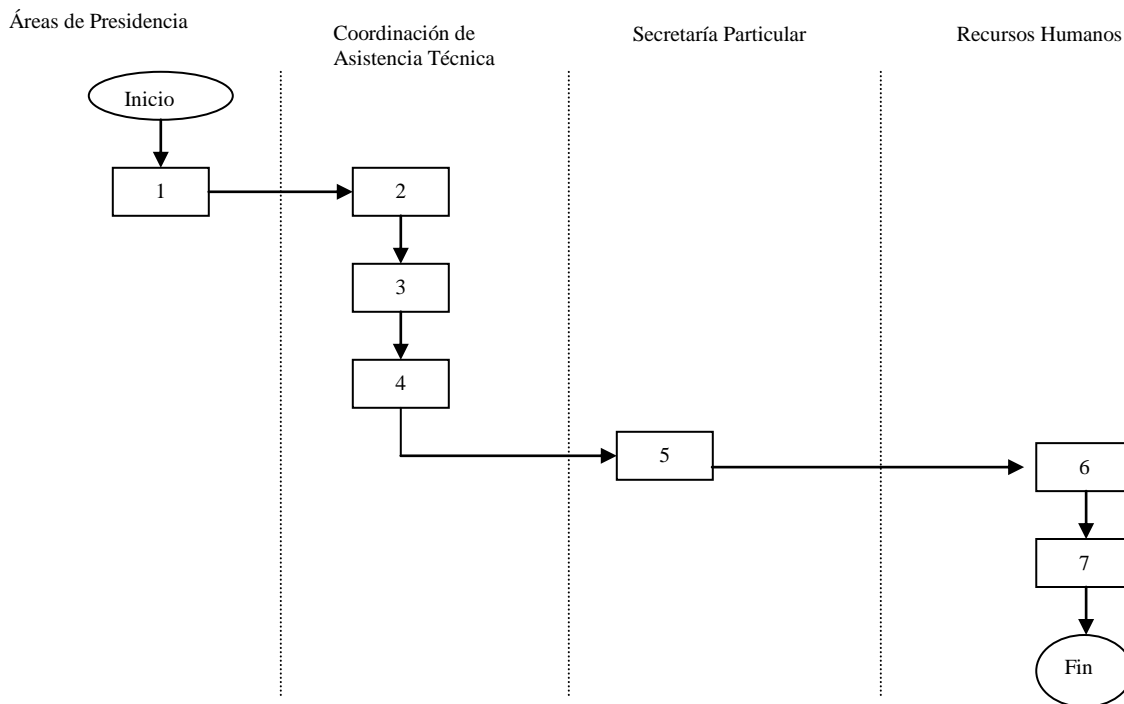 Áreas de Presidencia
Coordinación de
Asistencia Técnica
Secretaría Particular
Recursos Humanos
Inicio
1
2
3
4
5
6
7
Fin